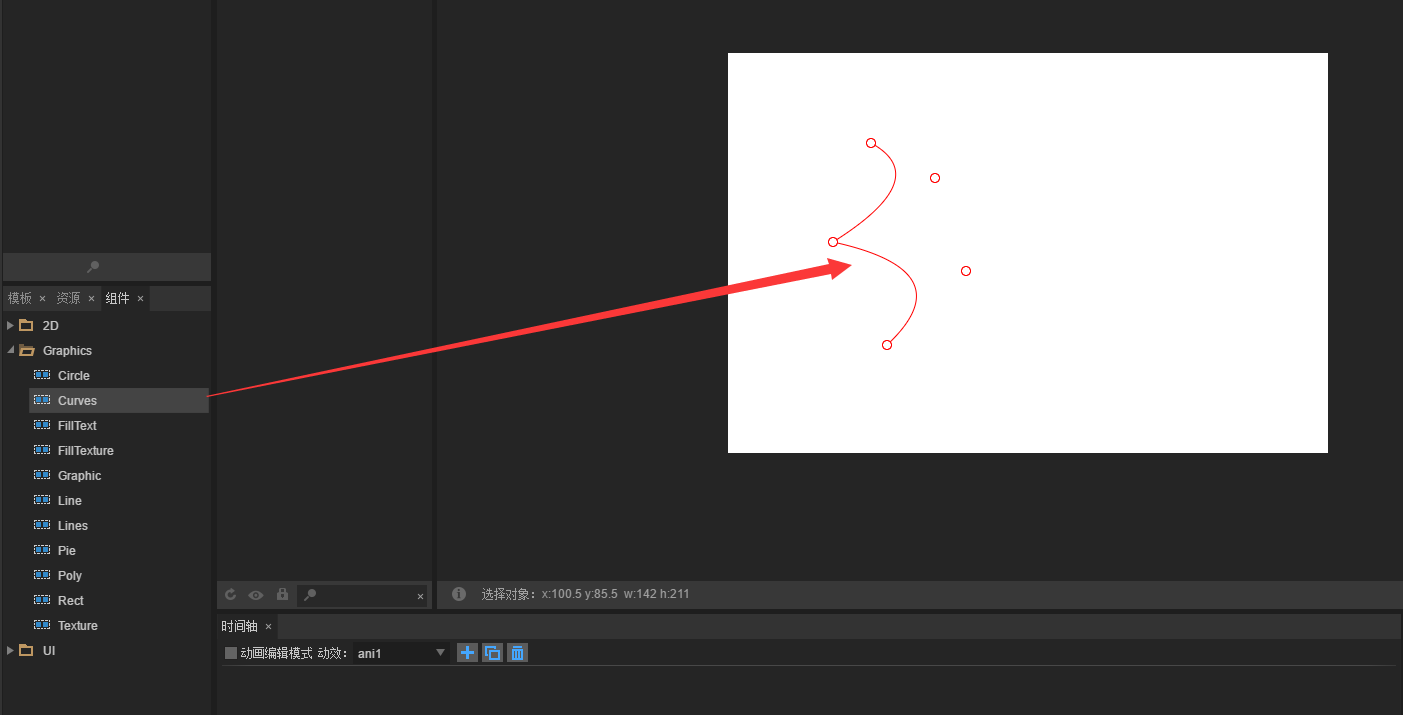 模板 × 资源 × 组件 ×
2D
Graphics
Circle
Curves
FillText
FillTexture
Graphic
Line
Lines
Pie
Poly
Rect
Texture
UI
×
选择对象：x:100.5 y:85.5 w:142 h:211
时间轴 ×
动画编辑模式 动效： ani1